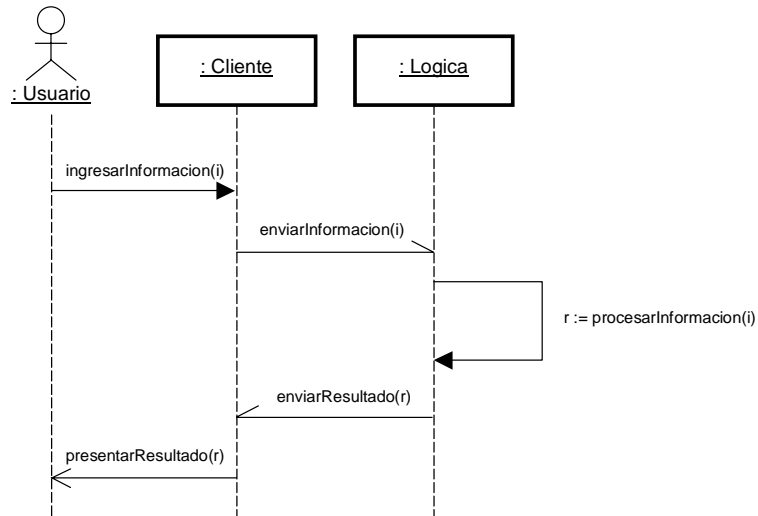 : Usuario
: Cliente
: Logica
ingresarInformacion(i)
enviarInformacion(i)
r := procesarInformacion(i)
enviarResultado(r)
presentarResultado(r)